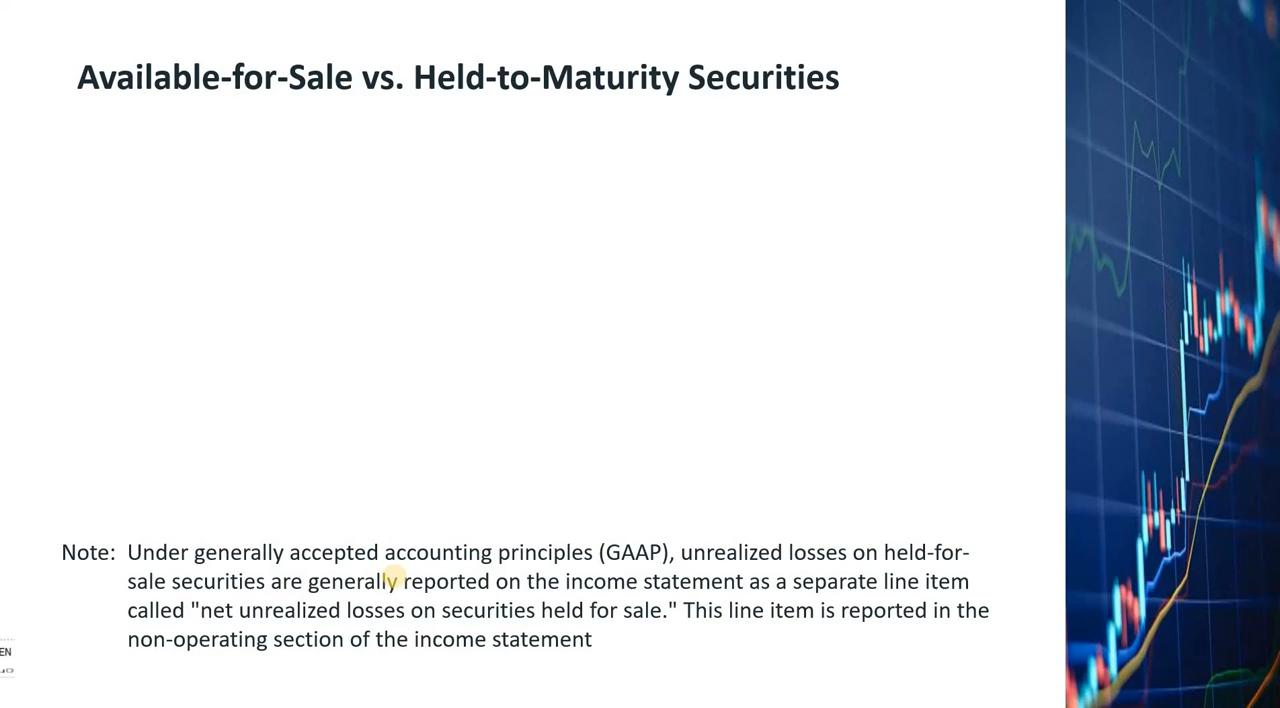 Available-for-Sale vs. Held-to-Maturity Securities
Note: Under generally accepted accounting principles (GAAP), unrealized losses on held-for-
sale securities are generally reported on the income statement as a separate line item
called "net unrealized losses on securities held for sale." This line item is reported in the
non-operating section of the income statement
EN